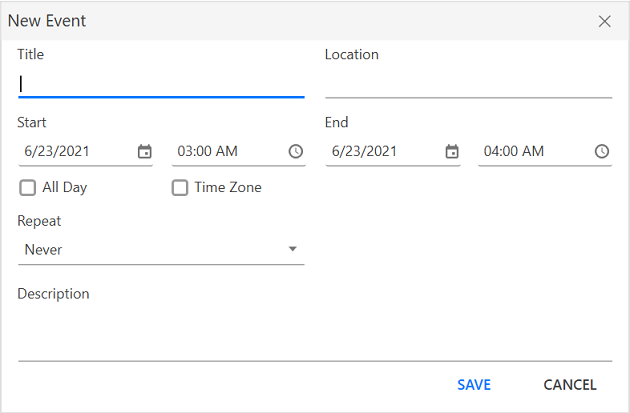 New Event
Title Location
Start End
6/23/2021 03:00 AM 6/23/2021 04:00 AM
All Day Time Zone
Repeat
Never
Description
SAVE CANCEL